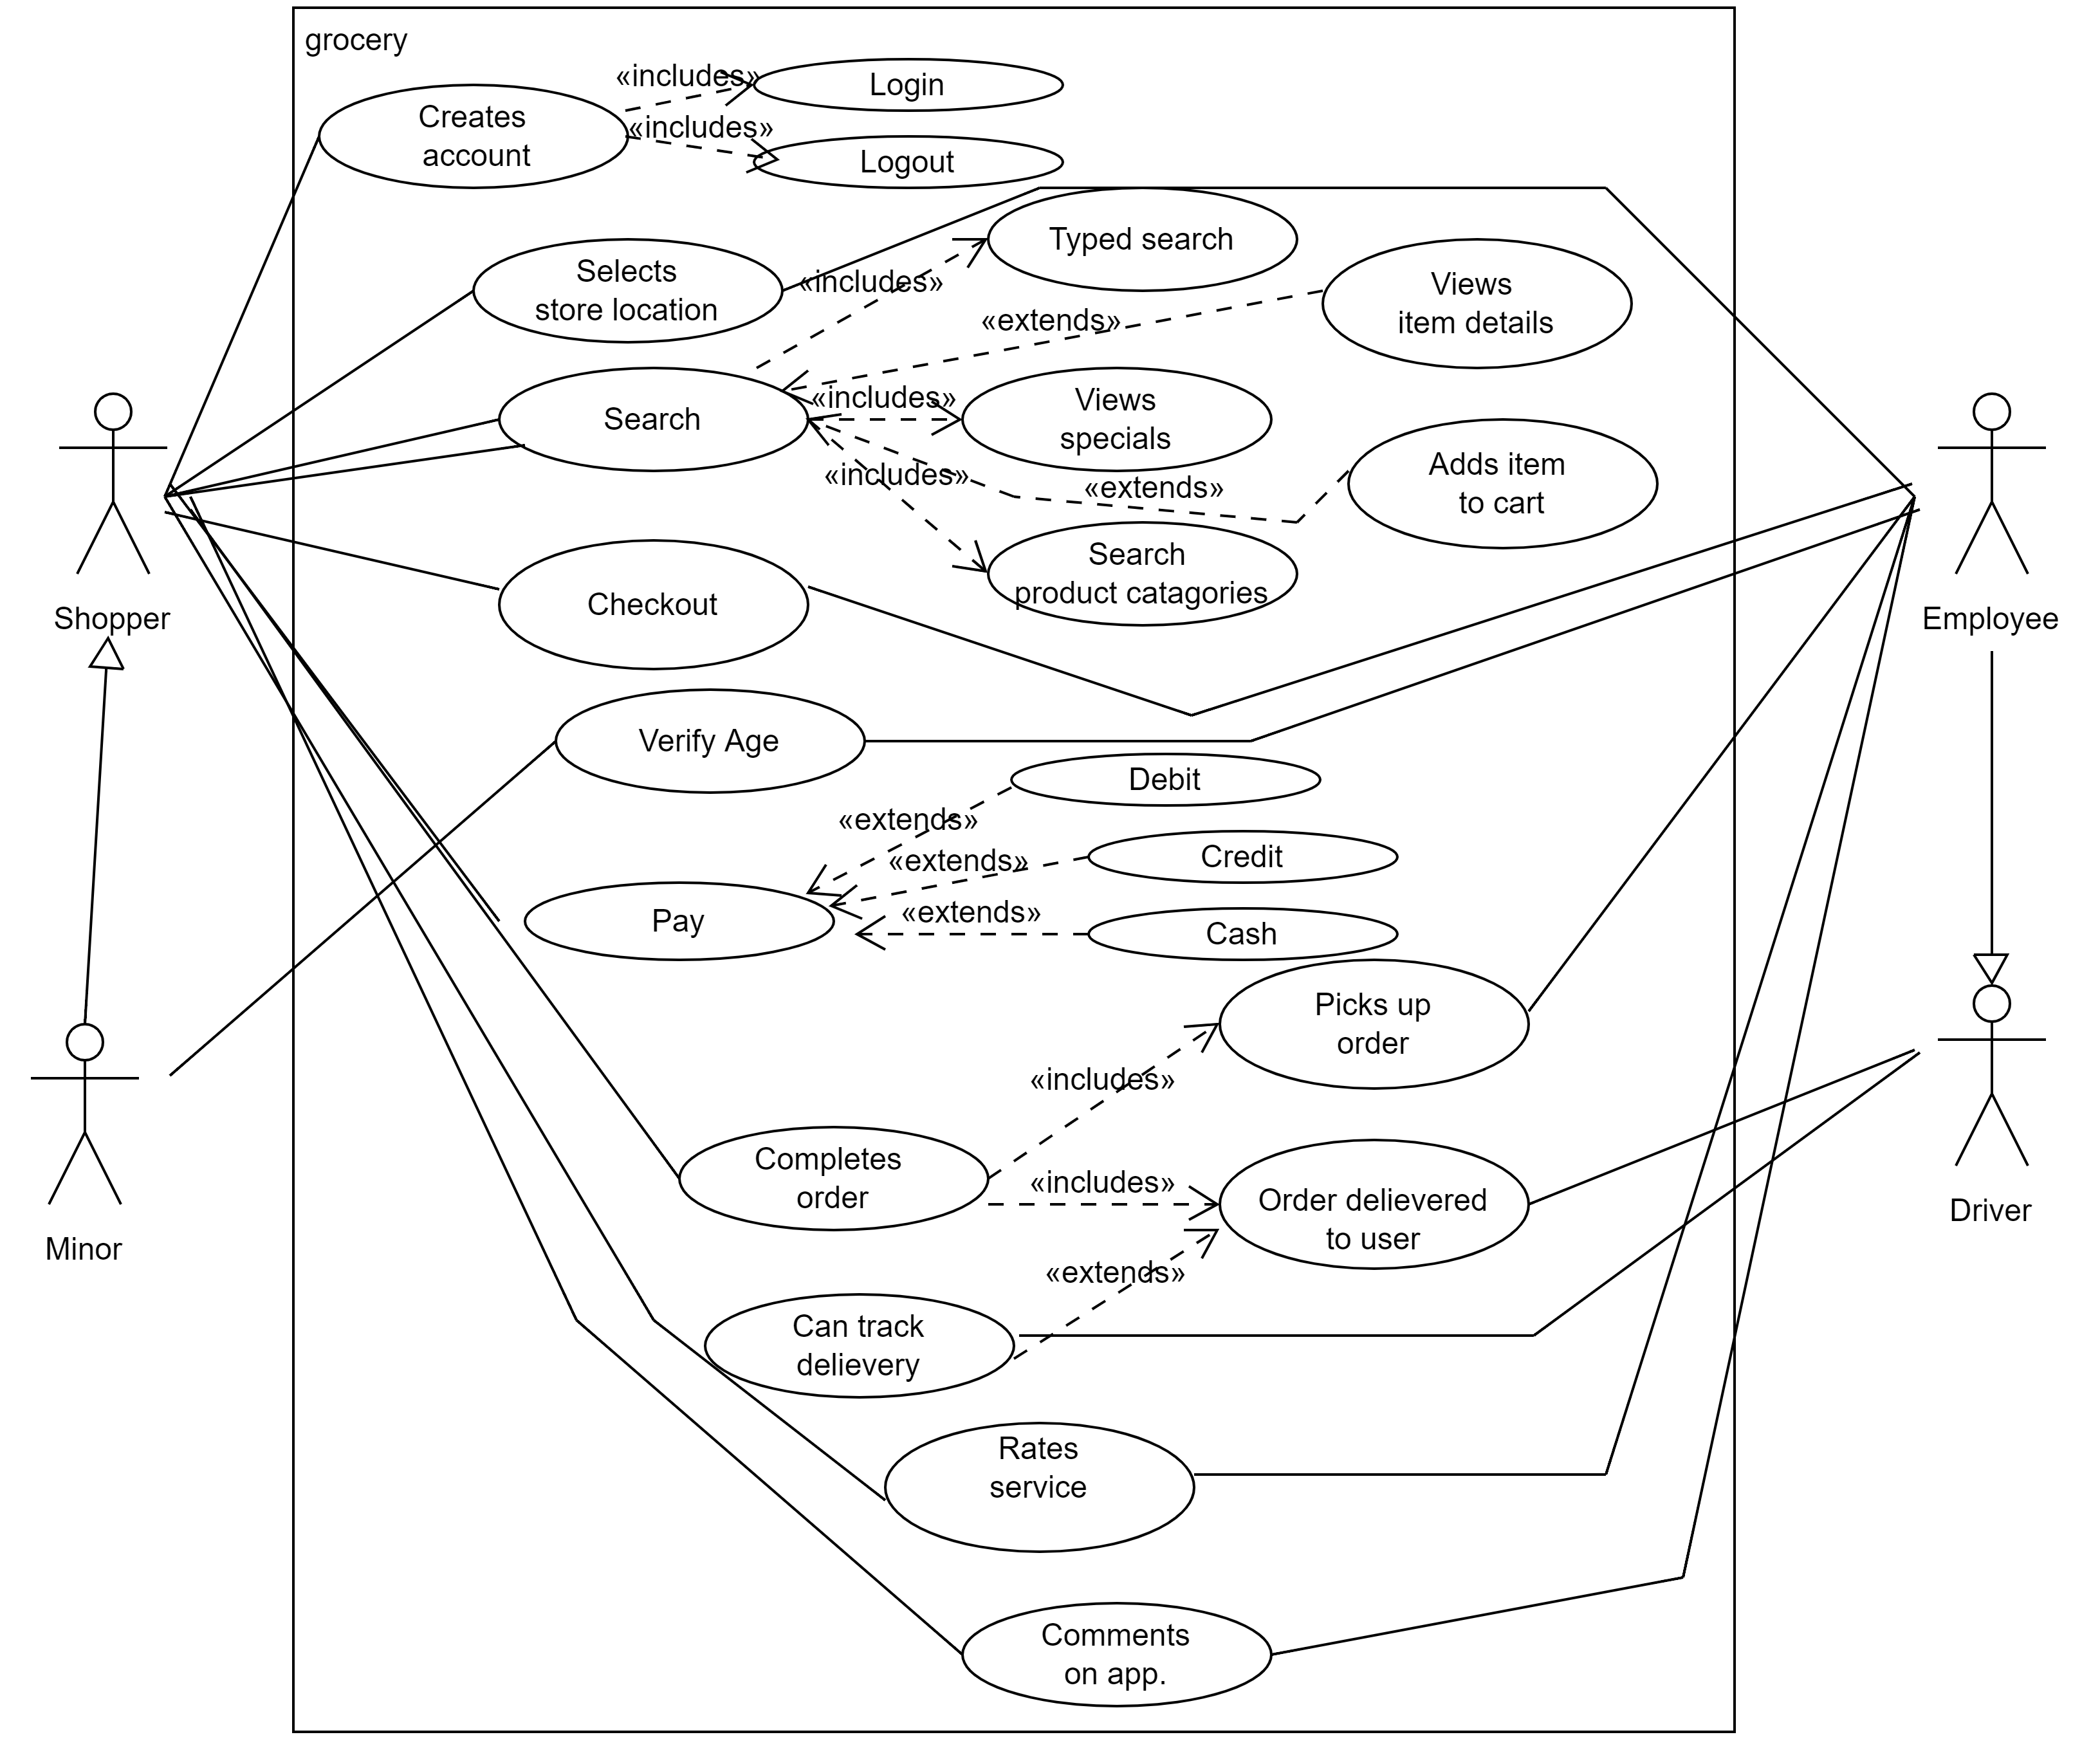 grocery
«includes»
Login
Creates
account
«includes»
Logout
Typed search
Selects
store location
«includes»
Views
item details
«extends»
Search
«includes»
Views
specials
«includes»
«extends»
Adds item
to cart
Search
product catagories
Checkout
Shopper
Employee
Verify Age
Debit
«extends»
«extends»
Credit
Pay
«extends»
Cash
Picks up
order
«includes»
Completes
order
«includes»
Order delievered
to user
Driver
Minor
«extends»
Can track
delievery
Rates
service
Comments
on app.